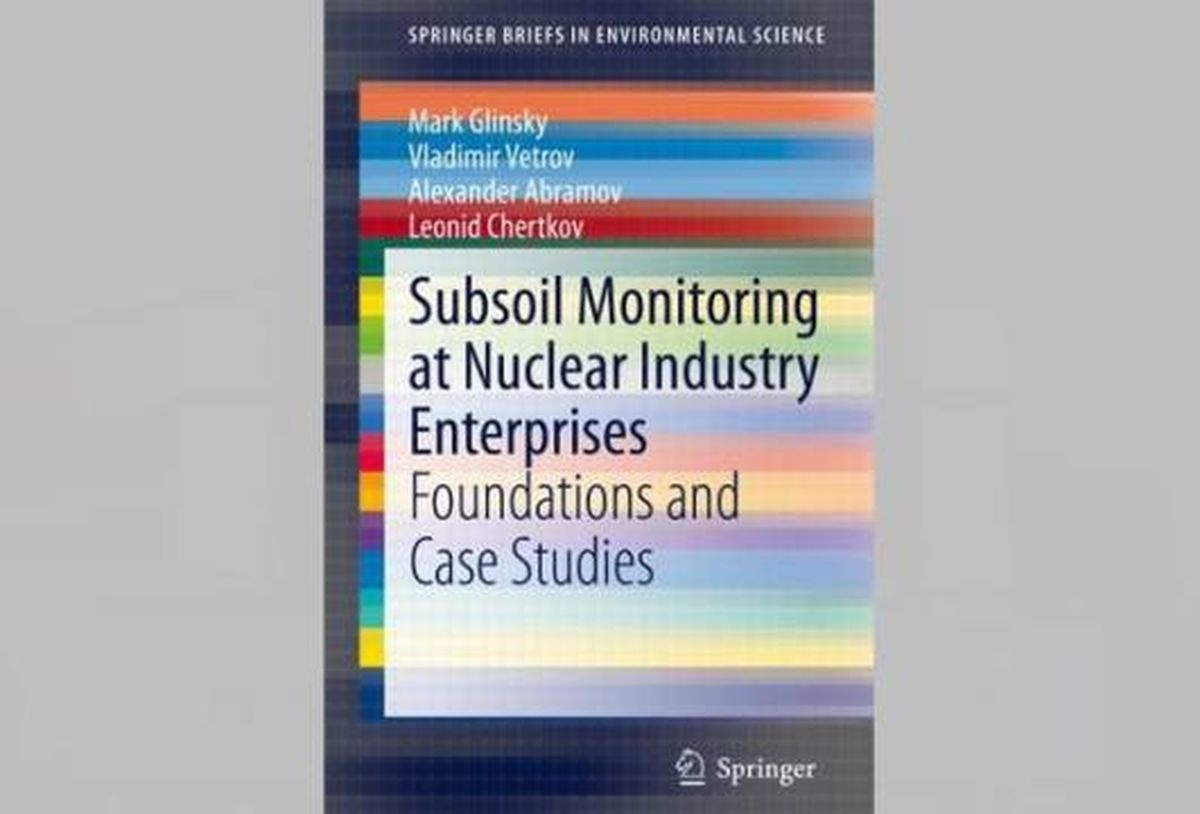 SPRINGER BRIEFS IN ENVIRONMENTAL SCIENCE
Mark Glinsky
Vladimir Vetrov
Alexander Abramov
Leonid Chertkov
Subsoil Monitoring
at Nuclear Industry
Enterprises
Foundations and
Case Studies
Springer